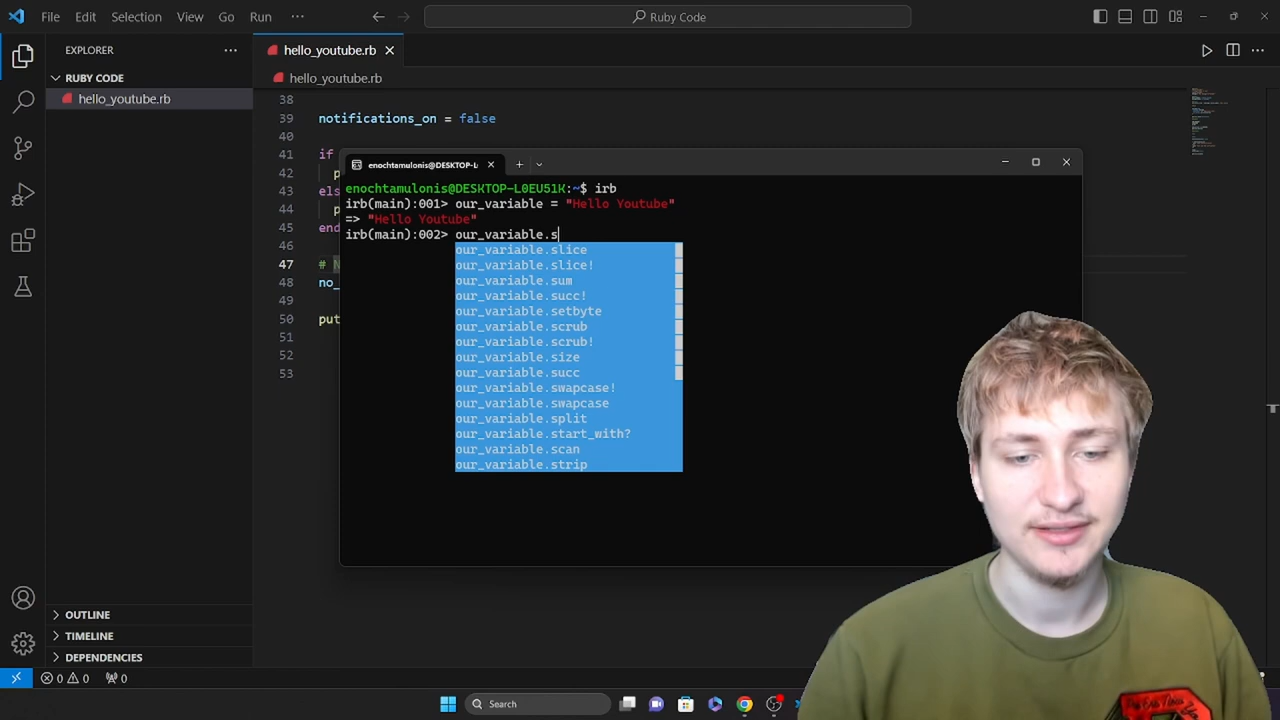 File Edit Selection View Go Run ··· Ruby Code
EXPLORER ···
hello_youtube.rb
RUBY CODE
hello_youtube.rb
hello_youtube.rb
38
39 notifications_on = false
40
41 if
42 p
43 els
44 p
45 end
46
47 # N
48 no_
49
50 put
51
52
53
enochtamulonis@DESKTOP-L
enochtamulonis@DESKTOP-L0EU51K:~$ irb
irb(main):001> our_variable = "Hello Youtube"
=> "Hello Youtube"
irb(main):002> our_variable.s
our_variable.slice
our_variable.slice!
our_variable.sum
our_variable.succ!
our_variable.setbyte
our_variable.scrub
our_variable.scrub!
our_variable.size
our_variable.succ
our_variable.swapcase!
our_variable.swapcase
our_variable.split
our_variable.start_with?
our_variable.scan
our_variable.strip
OUTLINE
TIMELINE
DEPENDENCIES
0 0 0
Search